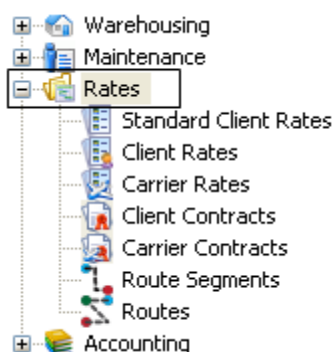 Warehousing
Maintenance
Rates
Standard Client Rates
Client Rates
Carrier Rates
Client Contracts
Carrier Contracts
Route Segments
Routes
Accounting